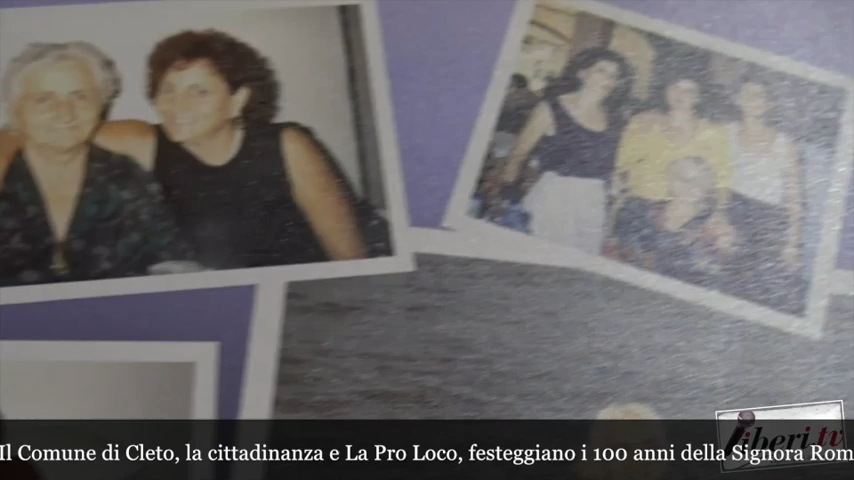 liberi.tv
Il Comune di Cleto, la cittadinanza e La Pro Loco, festeggiano i 100 anni della Signora Rom